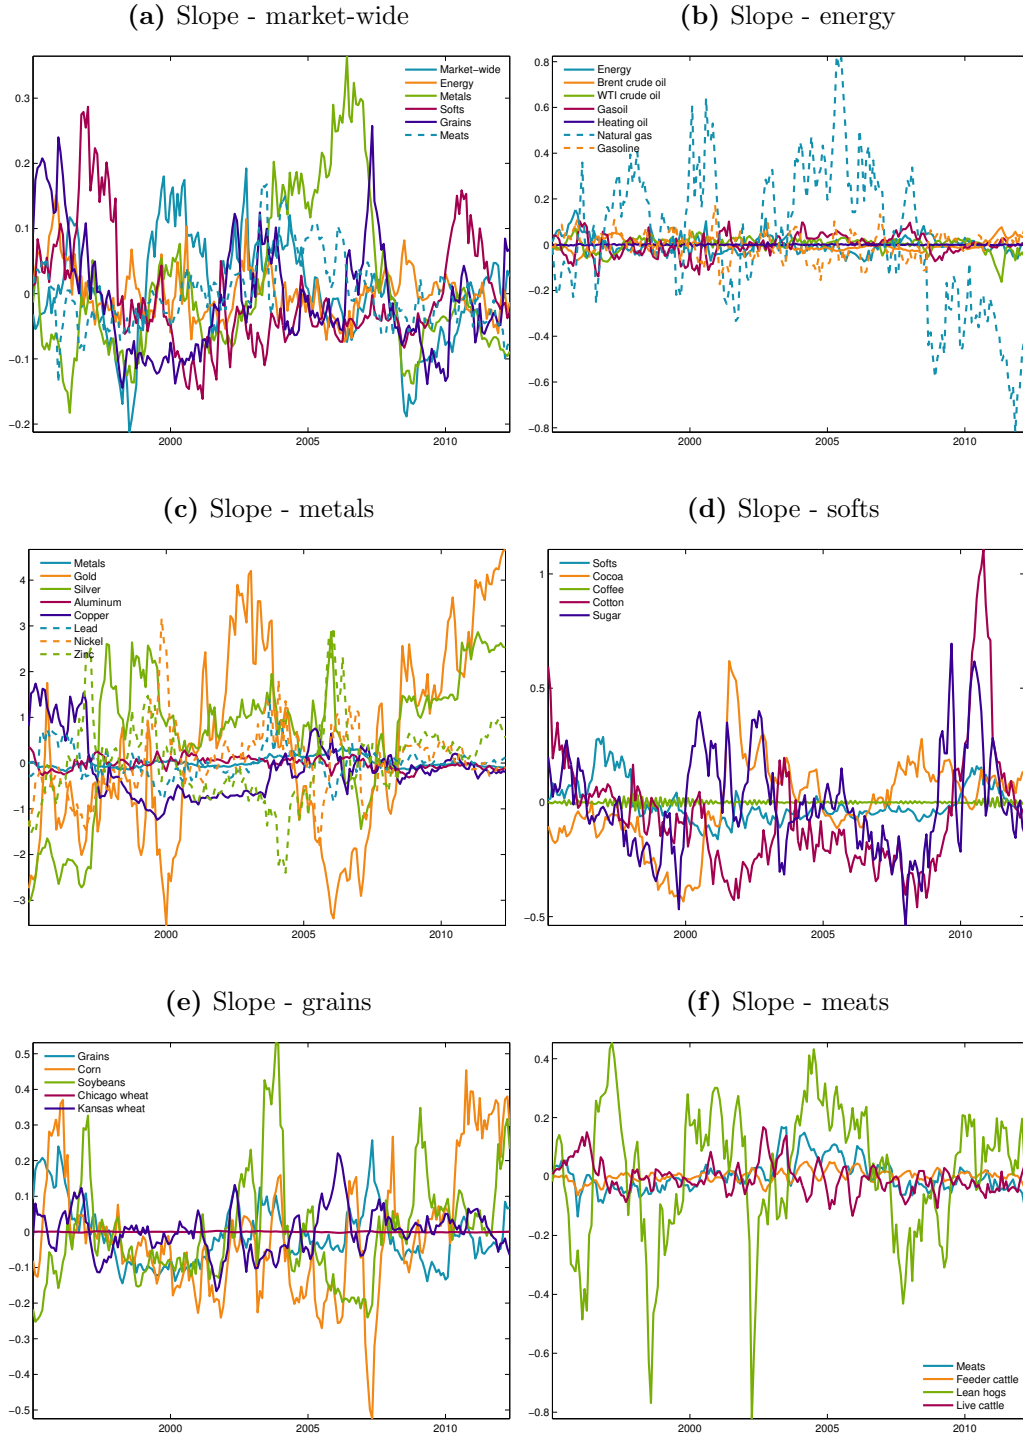 (a) Slope - market-wide
Market-wide
Energy
Metals
Softs
Grains
Meats
0.3
0.2
0.1
0
−0.1
−0.2
2000
2005
2010
(b) Slope - energy
Energy
Brent crude oil
WTI crude oil
Gasoil
Heating oil
Natural gas
Gasoline
0.8
0.6
0.4
0.2
0
−0.2
−0.4
−0.6
−0.8
2000
2005
2010
(c) Slope - metals
Metals
Gold
Silver
Aluminum
Copper
Lead
Nickel
Zinc
4
3
2
1
0
−1
−2
−3
2000
2005
2010
(d) Slope - softs
Softs
Cocoa
Coffee
Cotton
Sugar
1
0.5
0
−0.5
2000
2005
2010
(e) Slope - grains
Grains
Corn
Soybeans
Chicago wheat
Kansas wheat
0.5
0.4
0.3
0.2
0.1
0
−0.1
−0.2
−0.3
−0.4
−0.5
2000
2005
2010
(f) Slope - meats
0.4
0.2
0
−0.2
−0.4
−0.6
−0.8
Meats
Feeder cattle
Lean hogs
Live cattle
2000
2005
2010